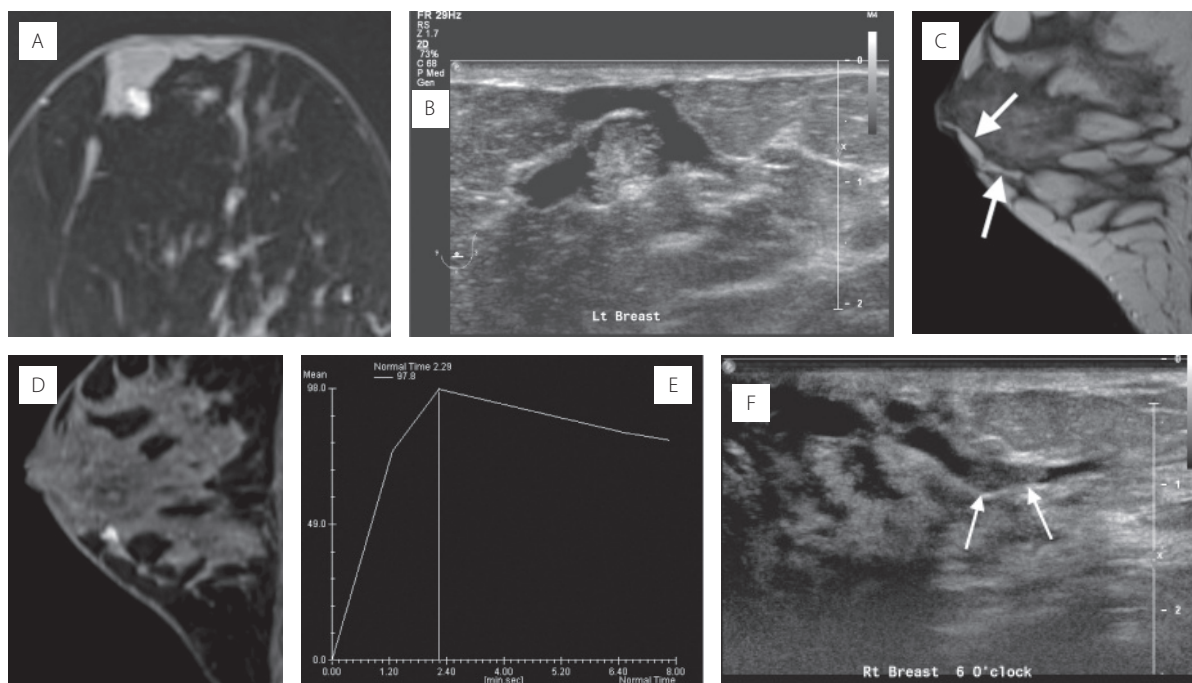 A
FR 29Hz
RS
Z 1.7
2D
73%
C 68
P Med
Gen
B
M4
0
x
1
2
Lt Breast
C
D
Normal Time 2.29
97.8
E
Mean
98.0
49.0
0.0
0.00 1.20 2.40 4.00 5.20 6.40 8.00
[min.sec] Normal Time
F
0
1
x
2
Rt Breast 6 O'clock